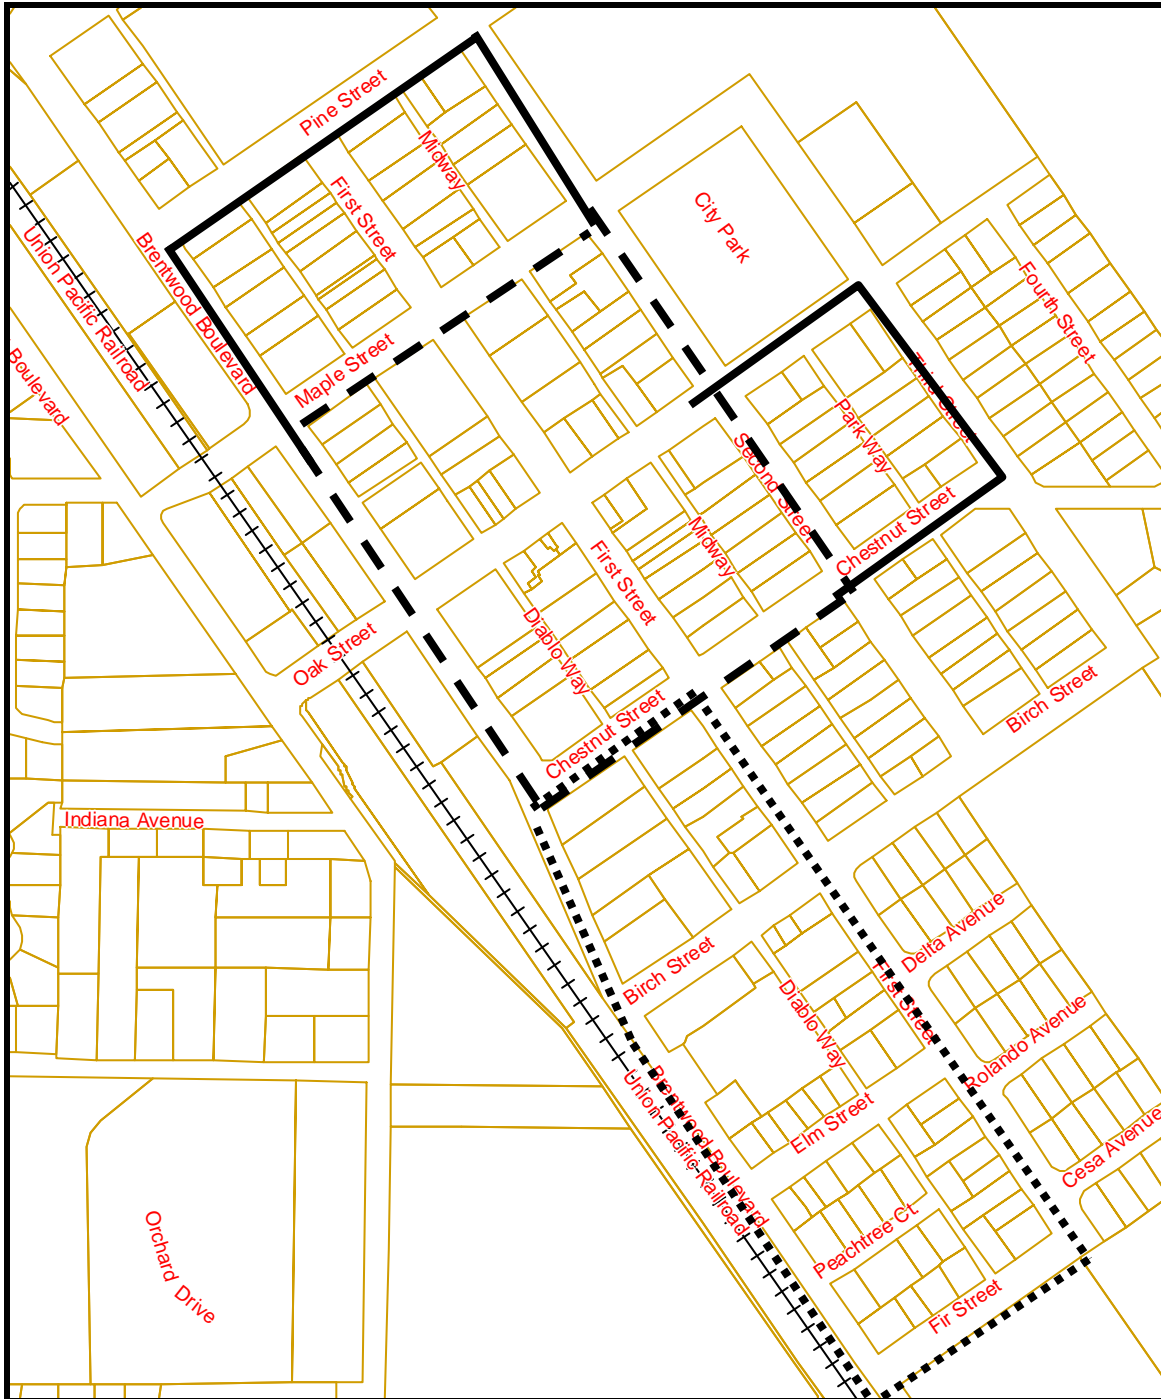 Pine Street
Midway
First Street
City Park
Brentwood Boulevard
Union Pacific Railroad
Boulevard
Maple Street
Fourth Street
Third Street
Park Way
Second Street
Chestnut Street
Midway
First Street
Diablo Way
Oak Street
Chestnut Street
Birch Street
Indiana Avenue
Delta Avenue
Birch Street
First Street
Diablo Way
Rolando Avenue
Brentwood Boulevard
Union Pacific Railroad
Elm Street
Cesa Avenue
Peachtree Ct.
Orchard Drive
Fir Street